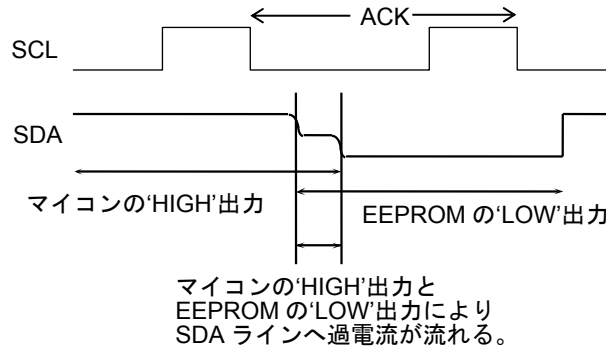 ACK
SCL
SDA
マイコンの‘HIGH’出力
EEPROM の‘LOW’出力
マイコンの‘HIGH’出力と
EEPROM の‘LOW’出力により
SDA ラインへ過電流が流れる。